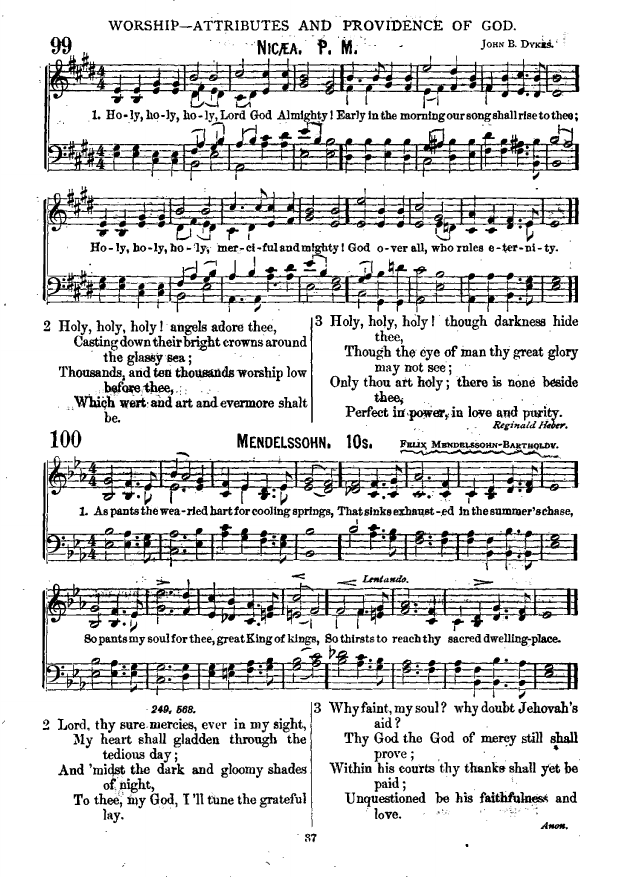 WORSHIP—ATTRIBUTES AND PROVIDENCE OF GOD.
99
NICÆA. P. M.
JOHN B. DYKES.
1. Ho-ly, ho-ly, ho-ly, Lord God Almighty! Early in the morning our song shall rise to thee;
Ho-ly, ho-ly, ho-ly, mer-ci-ful and mighty! God o-ver all, who rules e-ter-ni-ty.
2 Holy, holy, holy! angels adore thee,
Casting down their bright crowns around
the glassy sea;
Thousands, and ten thousands worship low
before thee,
Which wert and art and evermore shalt
be.
3 Holy, holy, holy! though darkness hide
thee,
Though the eye of man thy great glory
may not see;
Only thou art holy; there is none beside
thee,
Perfect in power, in love and purity.
Reginald Heber.
100
MENDELSSOHN. 10s.
FELIX MENDELSSOHN-BARTHOLDY.
1. As pants the wea-ried hart for cooling springs, That sinks exhaust-ed in the summer's chase,
Lentando.
So pants my soul for thee, great King of kings, So thirsts to reach thy sacred dwelling-place.
249, 568.
2 Lord, thy sure mercies, ever in my sight,
My heart shall gladden through the
tedious day;
And 'midst the dark and gloomy shades
of night,
To thee, my God, I'll tune the grateful
lay.
3 Why faint, my soul? why doubt Jehovah's
aid?
Thy God the God of mercy still shall
prove;
Within his courts thy thanks shall yet be
paid;
Unquestioned be his faithfulness and
love.
Anon.
37